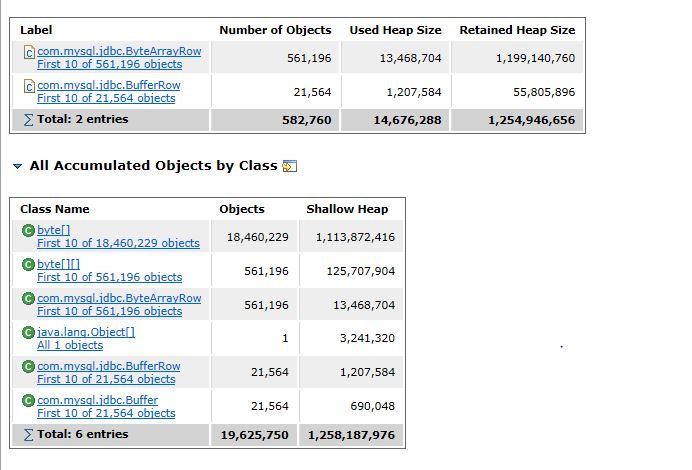 Label Number of Objects Used Heap Size Retained Heap Size
com.mysql.jdbc.ByteArrayRow
First 10 of 561,196 objects 561,196 13,468,704 1,199,140,760
com.mysql.jdbc.BufferRow
First 10 of 21,564 objects 21,564 1,207,584 55,805,896
∑ Total: 2 entries 582,760 14,676,288 1,254,946,656
All Accumulated Objects by Class
Class Name Objects Shallow Heap
byte[]
First 10 of 18,460,229 objects 18,460,229 1,113,872,416
byte[][]
First 10 of 561,196 objects 561,196 125,707,904
com.mysql.jdbc.ByteArrayRow
First 10 of 561,196 objects 561,196 13,468,704
java.lang.Object[]
All 1 objects 1 3,241,320
com.mysql.jdbc.BufferRow
First 10 of 21,564 objects 21,564 1,207,584
com.mysql.jdbc.Buffer
First 10 of 21,564 objects 21,564 690,048
∑ Total: 6 entries 19,625,750 1,258,187,976